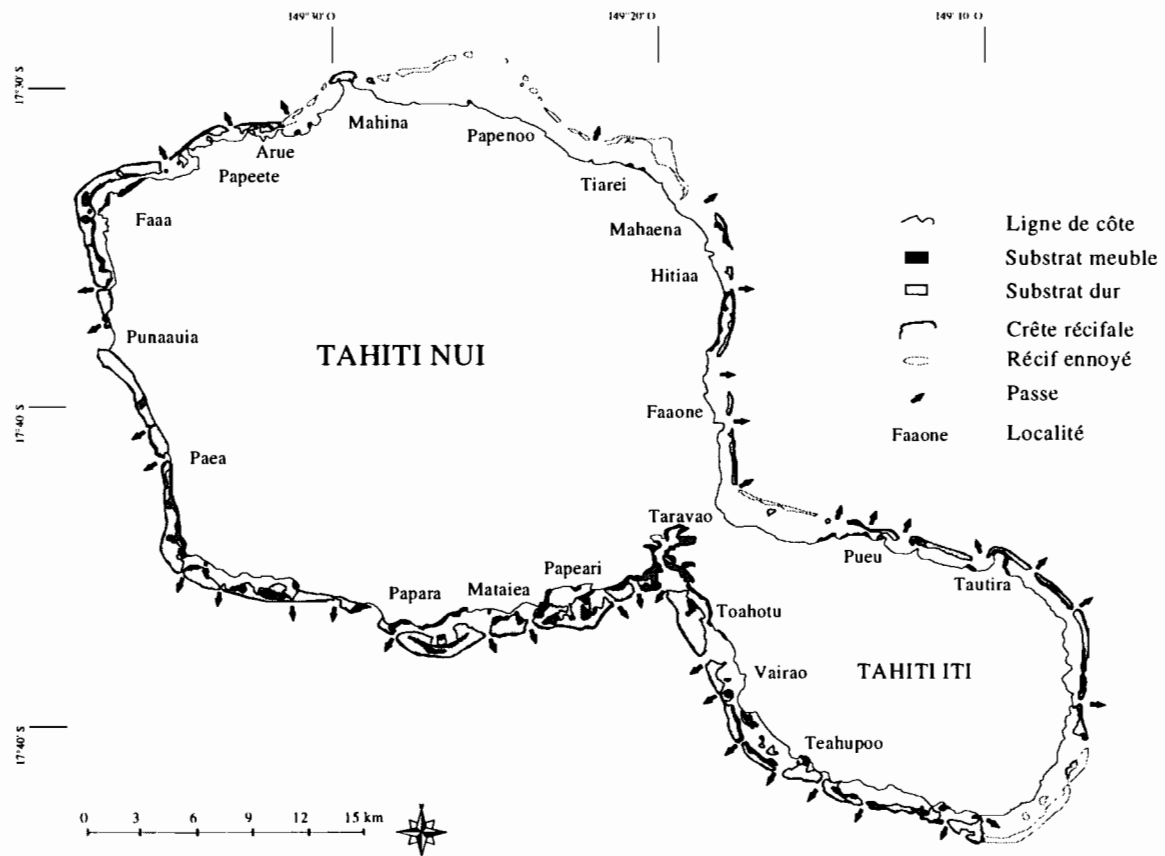 149°30' O
149°20' O
149°10' O
17°30' S
Mahina
Papenoo
Arue
Papeete
Tiarei
Faaa
Mahaena
Ligne de côte
Substrat meuble
Hitiaa
Substrat dur
Crête récifale
Punaauia
TAHITI NUI
Récif ennoyé
Passe
17°40' S
Faaone
Faaone
Localité
Paea
Taravao
Pueu
Papeari
Tautira
Mataiea
Papara
Toahotu
Vairao
TAHITI ITI
17°40' S
Teahupoo
0 3 6 9 12 15 km